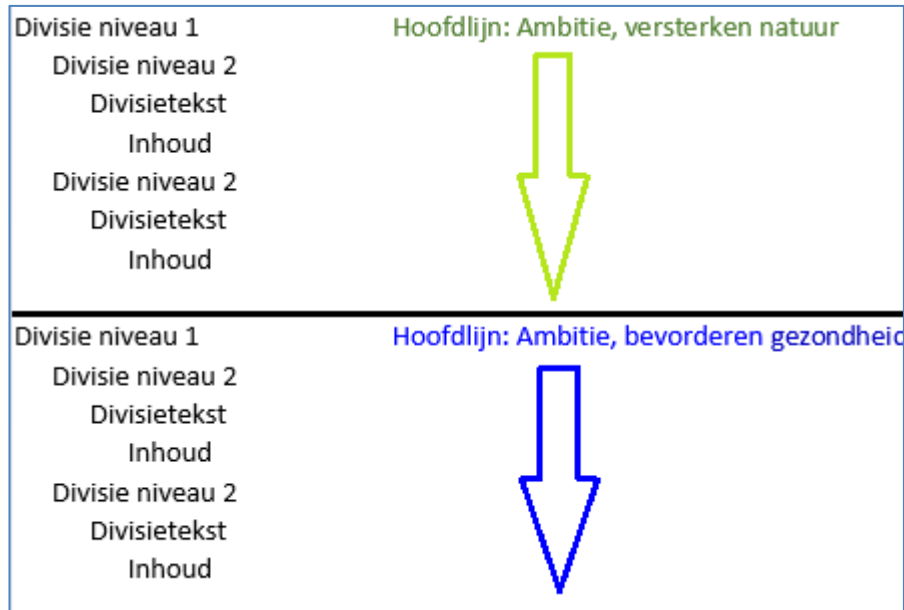 Divisie niveau 1 Hoofdlijn: Ambitie, versterken natuur
Divisie niveau 2
Divisietekst
Inhoud
Divisie niveau 2
Divisietekst
Inhoud
Divisie niveau 1 Hoofdlijn: Ambitie, bevorderen gezondheid
Divisie niveau 2
Divisietekst
Inhoud
Divisie niveau 2
Divisietekst
Inhoud